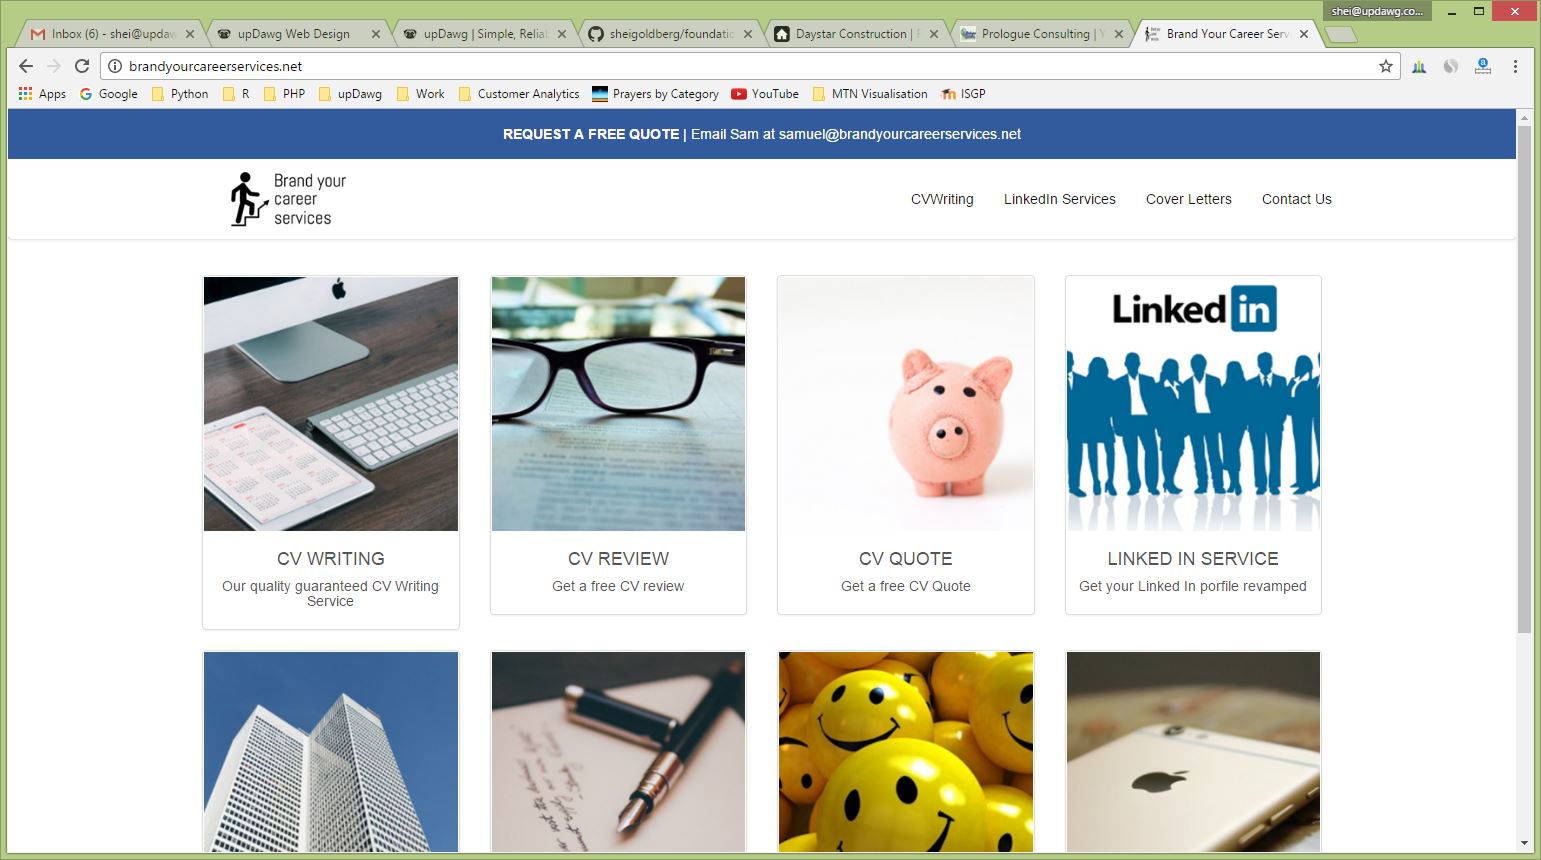 shei@updawg.co...
Inbox (6) - shei@updaw
upDawg Web Design
upDawg | Simple, Relia
sheigoldberg/foundatio
Daystar Construction |
Prologue Consulting |
Brand Your Career Serv
brandyourcareerservices.net
Apps
Google
Python
R
PHP
upDawg
Work
Customer Analytics
Prayers by Category
YouTube
MTN Visualisation
ISGP
REQUEST A FREE QUOTE | Email Sam at samuel@brandyourcareerservices.net
Brand your
career
services
CVWriting
LinkedIn Services
Cover Letters
Contact Us
Linked in
CV WRITING
Our quality guaranteed CV Writing
Service
CV REVIEW
Get a free CV review
CV QUOTE
Get a free CV Quote
LINKED IN SERVICE
Get your Linked In porfile revamped